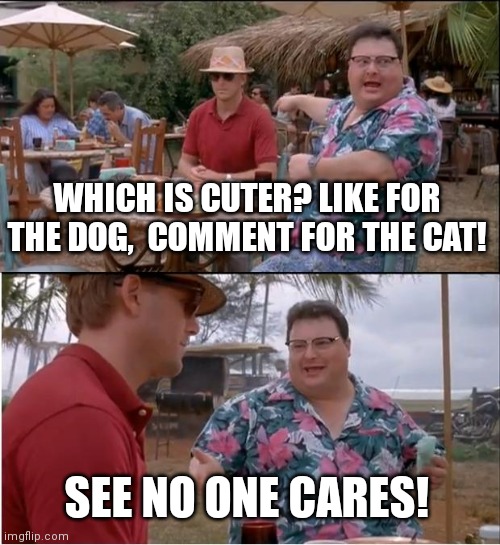 WHICH IS CUTER? LIKE FOR
THE DOG, COMMENT FOR THE CAT!
SEE NO ONE CARES!
imgflip.com